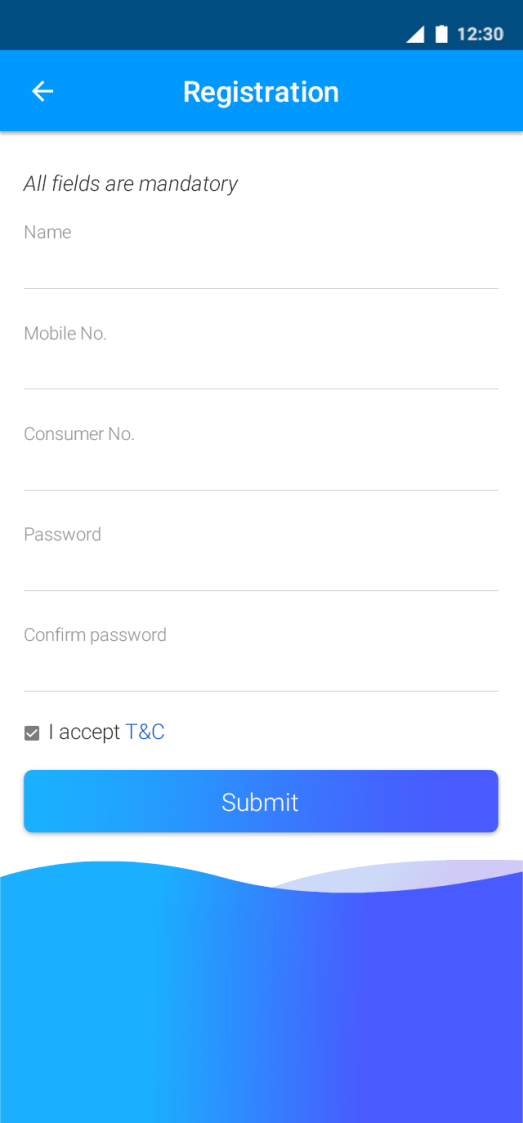 12:30
Registration
All fields are mandatory
Name
Mobile No.
Consumer No.
Password
Confirm password
I accept T&C
Submit